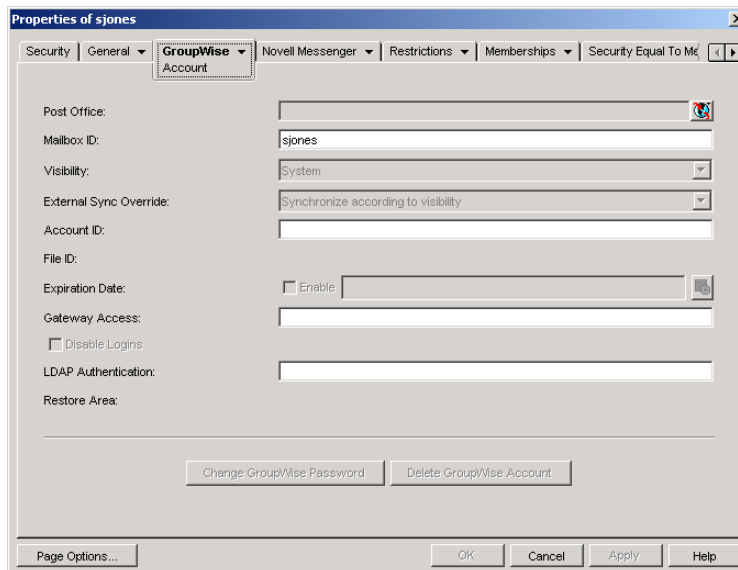 Properties of sjones
Security General GroupWise Novell Messenger Restrictions Memberships Security Equal To Me
Account
Post Office:
Mailbox ID: sjones
Visibility: System
External Sync Override: Synchronize according to visibility
Account ID:
File ID:
Expiration Date: Enable
Gateway Access:
Disable Logins
LDAP Authentication:
Restore Area:
Change GroupWise Password Delete GroupWise Account
Page Options... OK Cancel Apply Help